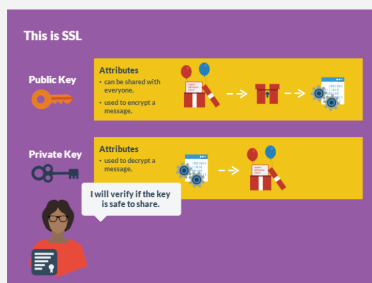 This is SSL
Public Key
Attributes
• can be shared with
everyone.
• used to encrypt a
message.
Private Key
Attributes
• used to decrypt a
message.
I will verify if the key
is safe to share.